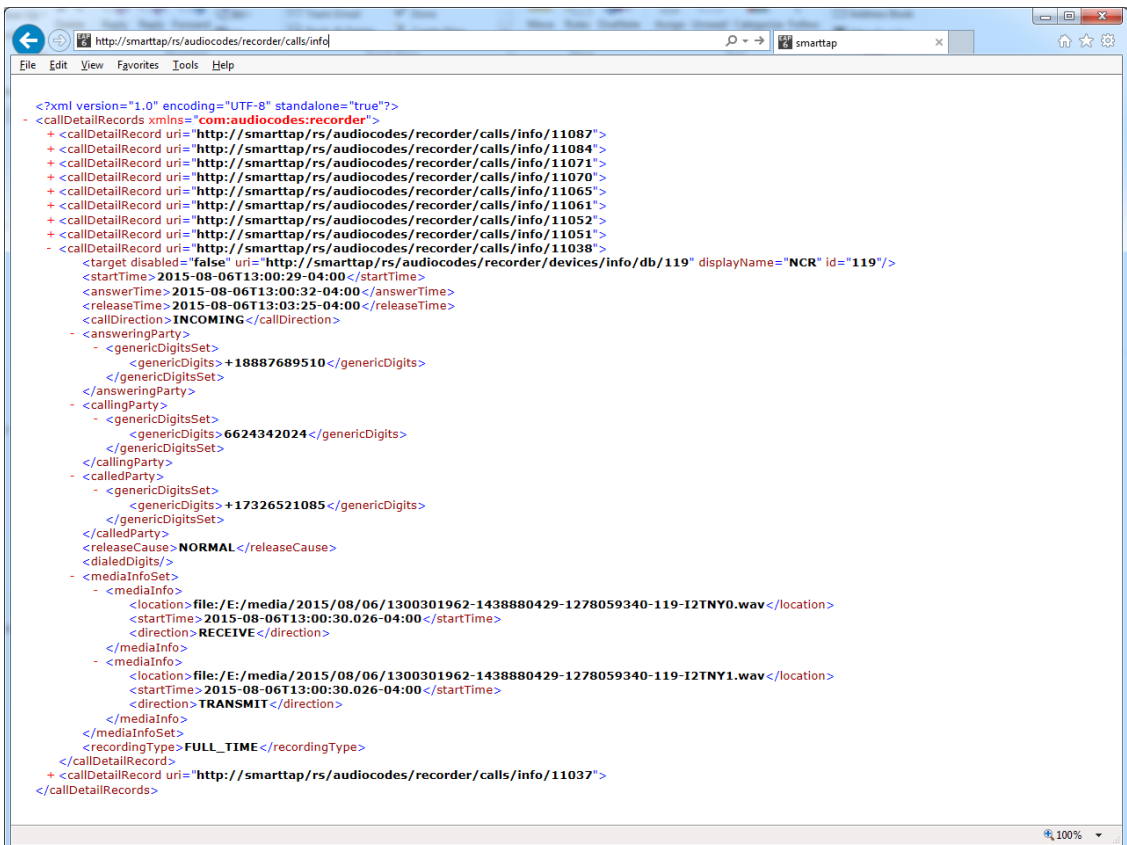 http://smarttap/rs/audiocodes/recorder/calls/info
smarttap
File Edit View Favorites Tools Help
<?xml version="1.0" encoding="UTF-8" standalone="true"?>
- <callDetailRecords xmlns="com:audiocodes:recorder">
+ <callDetailRecord uri="http://smarttap/rs/audiocodes/recorder/calls/info/11087">
+ <callDetailRecord uri="http://smarttap/rs/audiocodes/recorder/calls/info/11084">
+ <callDetailRecord uri="http://smarttap/rs/audiocodes/recorder/calls/info/11071">
+ <callDetailRecord uri="http://smarttap/rs/audiocodes/recorder/calls/info/11070">
+ <callDetailRecord uri="http://smarttap/rs/audiocodes/recorder/calls/info/11065">
+ <callDetailRecord uri="http://smarttap/rs/audiocodes/recorder/calls/info/11061">
+ <callDetailRecord uri="http://smarttap/rs/audiocodes/recorder/calls/info/11052">
+ <callDetailRecord uri="http://smarttap/rs/audiocodes/recorder/calls/info/11051">
- <callDetailRecord uri="http://smarttap/rs/audiocodes/recorder/calls/info/11038">
<target disabled="false" uri="http://smarttap/rs/audiocodes/recorder/devices/info/db/119" displayName="NCR" id="119"/>
<startTime>2015-08-06T13:00:29-04:00</startTime>
<answerTime>2015-08-06T13:00:32-04:00</answerTime>
<releaseTime>2015-08-06T13:03:25-04:00</releaseTime>
<callDirection>INCOMING</callDirection>
- <answeringParty>
- <genericDigitsSet>
<genericDigits>+18887689510</genericDigits>
</genericDigitsSet>
</answeringParty>
- <callingParty>
- <genericDigitsSet>
<genericDigits>6624342024</genericDigits>
</genericDigitsSet>
</callingParty>
- <calledParty>
- <genericDigitsSet>
<genericDigits>+17326521085</genericDigits>
</genericDigitsSet>
</calledParty>
<releaseCause>NORMAL</releaseCause>
<dialedDigits/>
- <mediaInfoSet>
- <mediaInfo>
<location>file:/E:/media/2015/08/06/1300301962-1438880429-1278059340-119-I2TNY0.wav</location>
<startTime>2015-08-06T13:00:30.026-04:00</startTime>
<direction>RECEIVE</direction>
</mediaInfo>
- <mediaInfo>
<location>file:/E:/media/2015/08/06/1300301962-1438880429-1278059340-119-I2TNY1.wav</location>
<startTime>2015-08-06T13:00:30.026-04:00</startTime>
<direction>TRANSMIT</direction>
</mediaInfo>
</mediaInfoSet>
<recordingType>FULL_TIME</recordingType>
</callDetailRecord>
+ <callDetailRecord uri="http://smarttap/rs/audiocodes/recorder/calls/info/11037">
</callDetailRecords>
100%